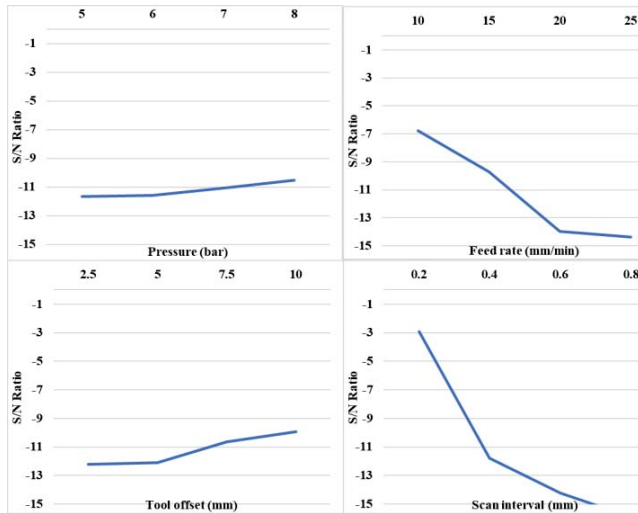 5 6 7 8
-1
-3
-5
-7
-9
-11
-13
-15
S/N Ratio
Pressure (bar)
10 15 20 25
-1
-3
-5
-7
-9
-11
-13
-15
S/N Ratio
Feed rate (mm/min)
2.5 5 7.5 10
-1
-3
-5
-7
-9
-11
-13
-15
S/N Ratio
Tool offset (mm)
0.2 0.4 0.6 0.8
-1
-3
-5
-7
-9
-11
-13
-15
S/N Ratio
Scan interval (mm)